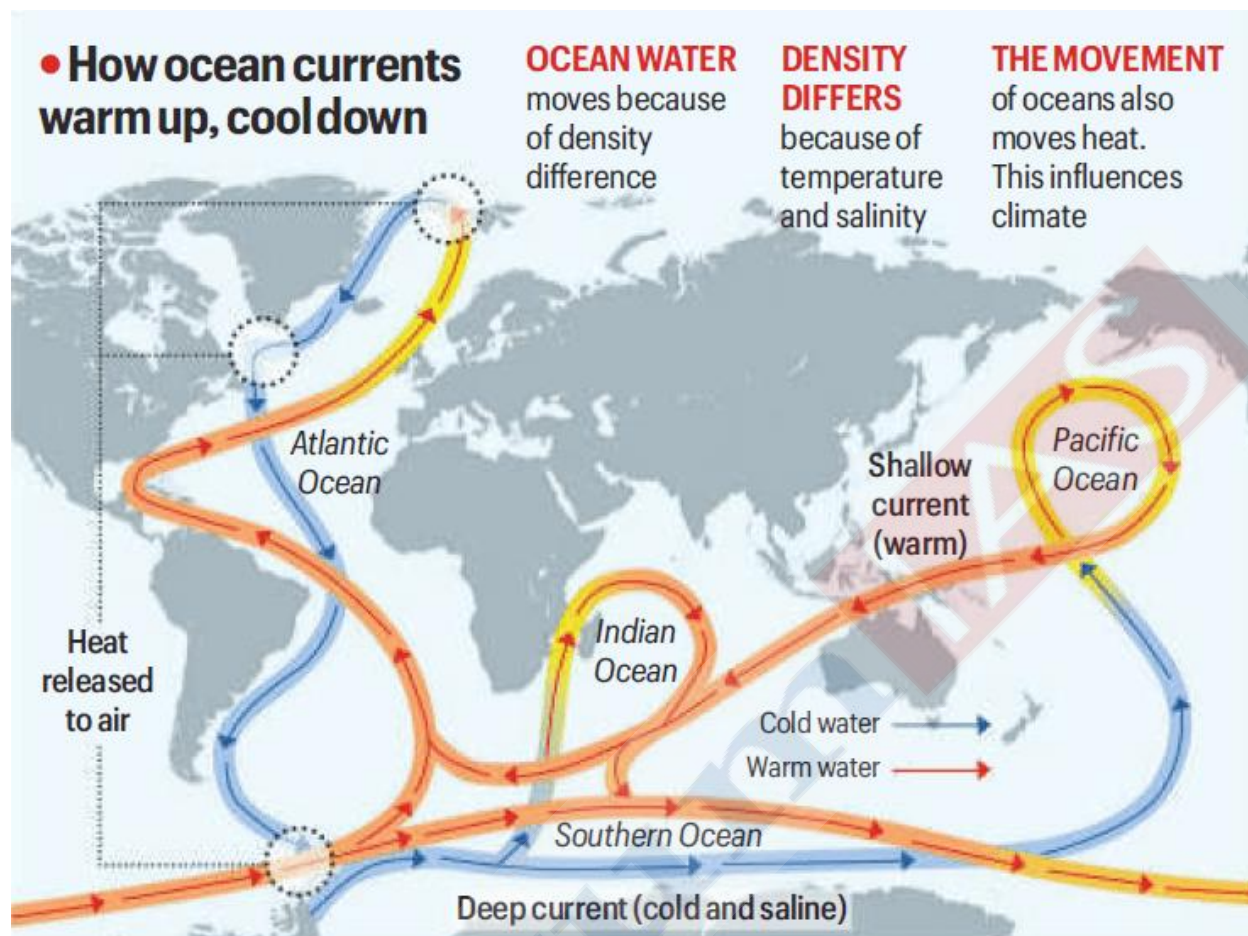 • How ocean currents
warm up, cool down
OCEAN WATER
moves because
of density
difference
DENSITY
DIFFERS
because of
temperature
and salinity
THE MOVEMENT
of oceans also
moves heat.
This influences
climate
Atlantic
Ocean
Pacific
Ocean
Shallow
current
(warm)
Indian
Ocean
Heat
released
to air
Cold water
Warm water
Southern Ocean
Deep current (cold and saline)
IAS